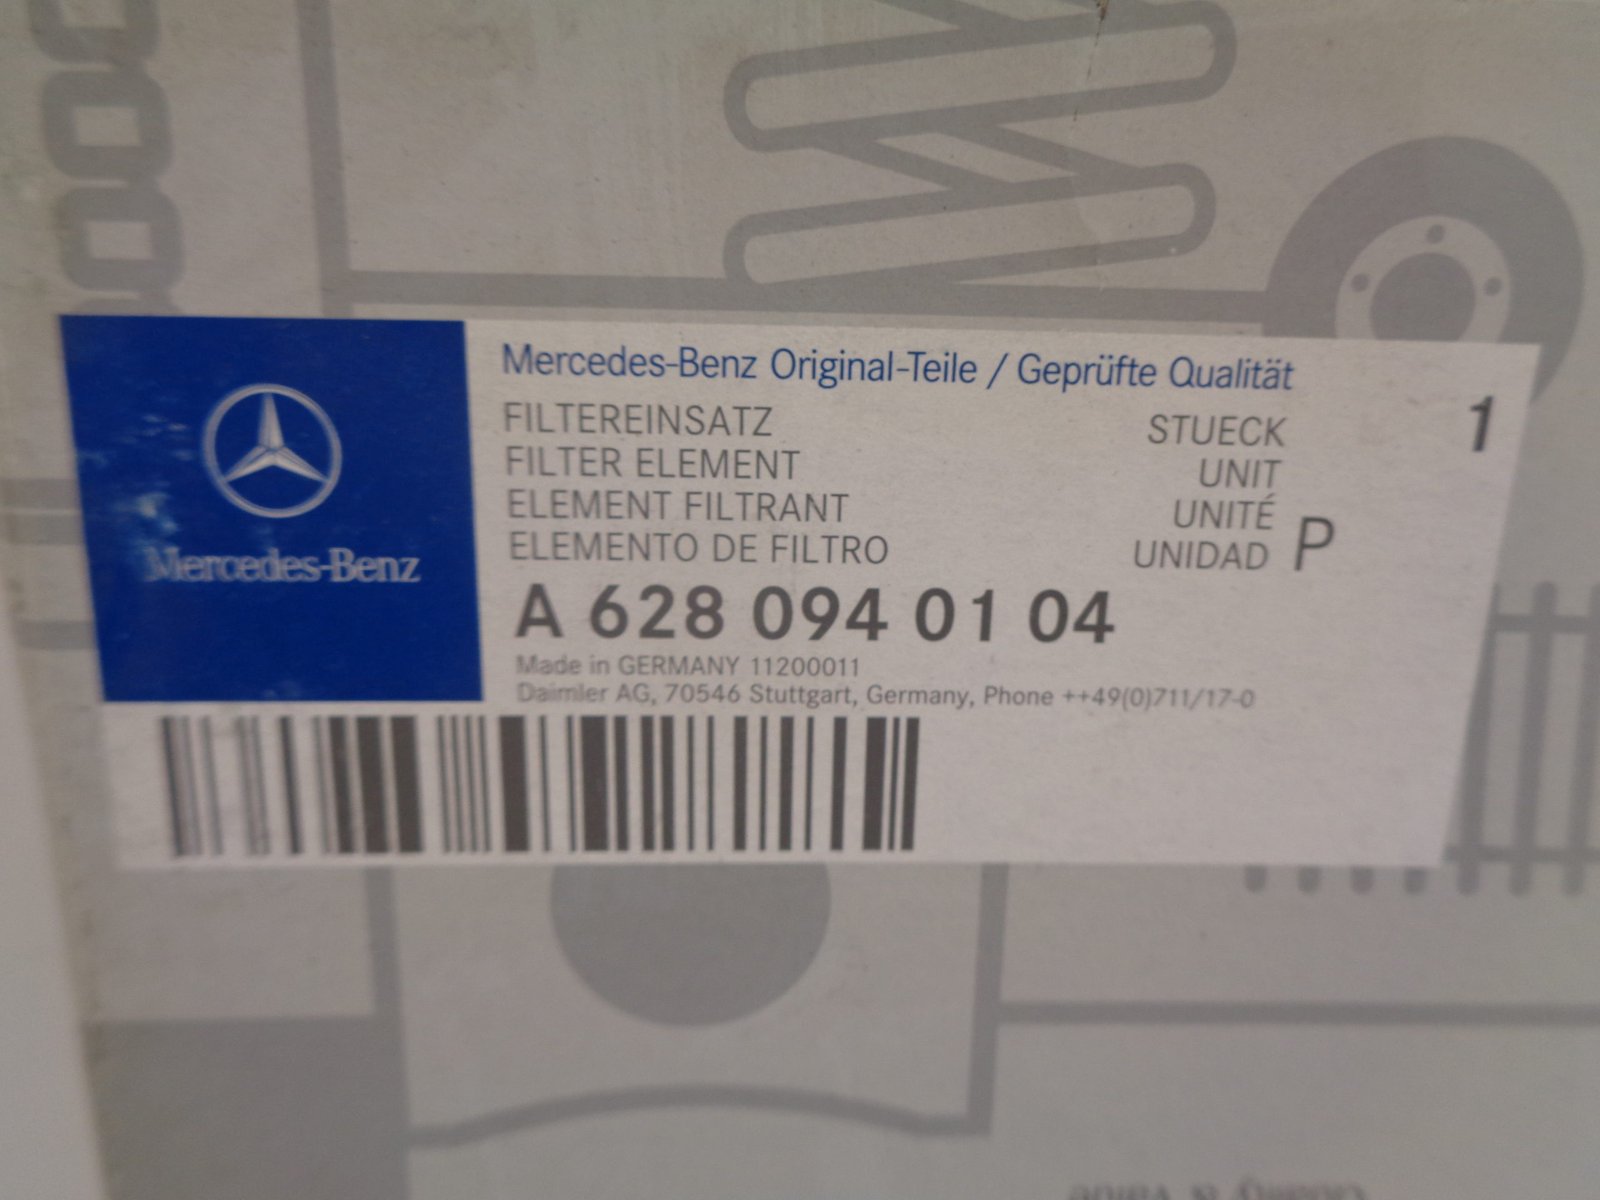 Mercedes-Benz
Mercedes-Benz Original-Teile / Geprüfte Qualität
FILTEREINSATZ STUECK 1
FILTER ELEMENT UNIT
ELEMENT FILTRANT UNITÉ
ELEMENTO DE FILTRO UNIDAD P
A 628 094 01 04
Made in GERMANY 11200011
Daimler AG, 70546 Stuttgart, Germany, Phone ++49(0)711/17-0